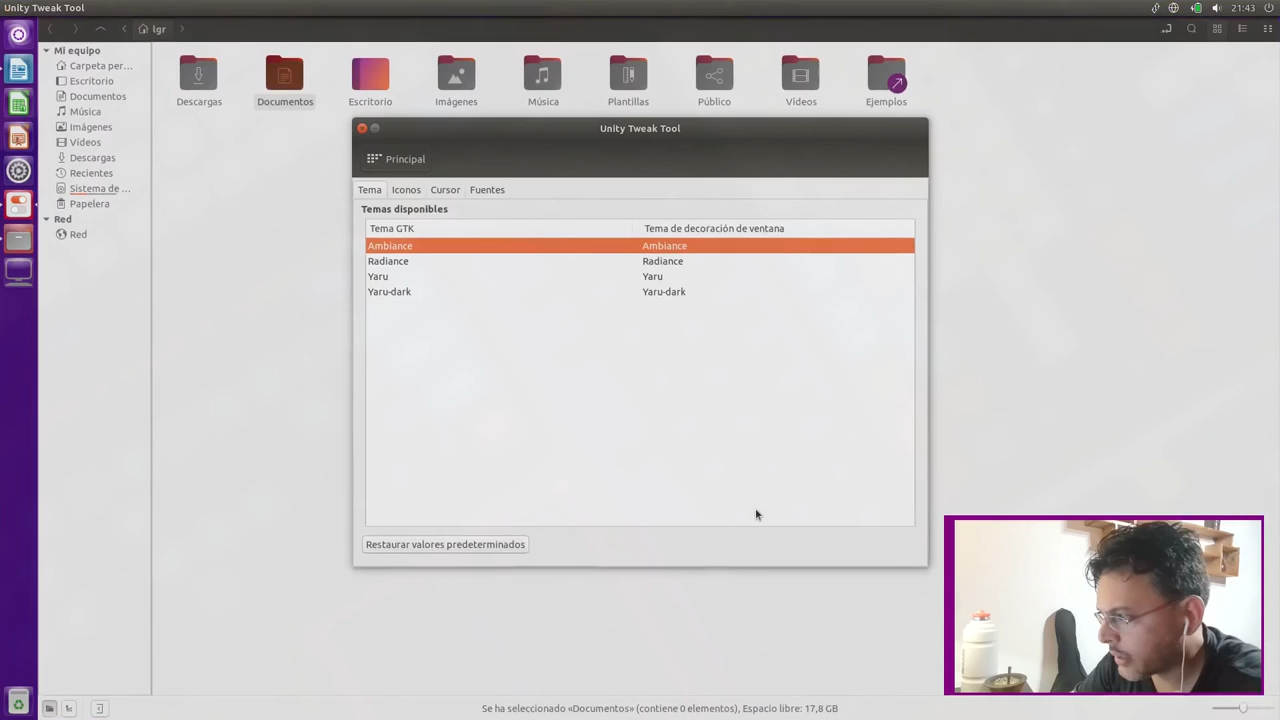 Unity Tweak Tool
21:43
lgr
Mi equipo
Carpeta per...
Escritorio
Documentos
Música
Imágenes
Vídeos
Descargas
Recientes
Sistema de ...
Papelera
Red
Red
Descargas
Documentos
Escritorio
Imágenes
Música
Plantillas
Público
Vídeos
Ejemplos
Unity Tweak Tool
Principal
Tema Iconos Cursor Fuentes
Temas disponibles
Tema GTK Tema de decoración de ventana
Ambiance Ambiance
Radiance Radiance
Yaru Yaru
Yaru-dark Yaru-dark
Restaurar valores predeterminados
Se ha seleccionado «Documentos» (contiene 0 elementos), Espacio libre: 17,8 GB